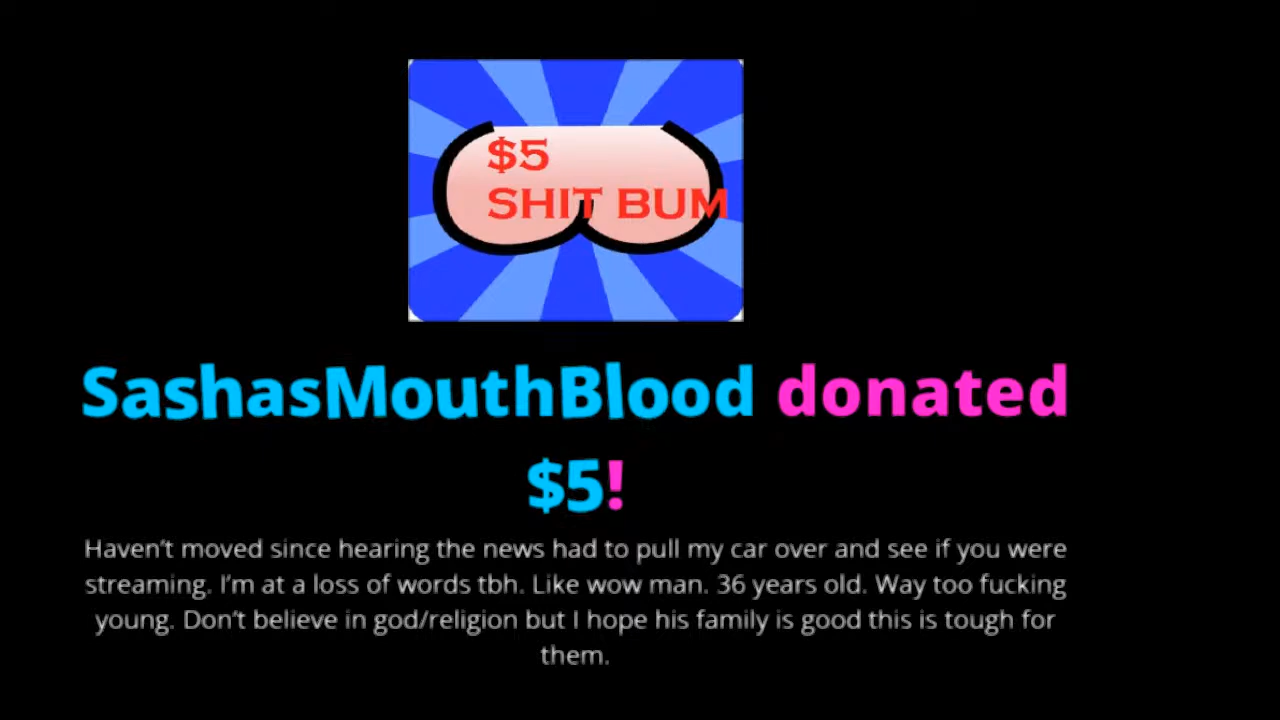 $5
SHIT BUM
SashasMouthBlood donated
$5!
Haven’t moved since hearing the news had to pull my car over and see if you were
streaming. I’m at a loss of words tbh. Like wow man. 36 years old. Way too fucking
young. Don’t believe in god/religion but I hope his family is good this is tough for
them.